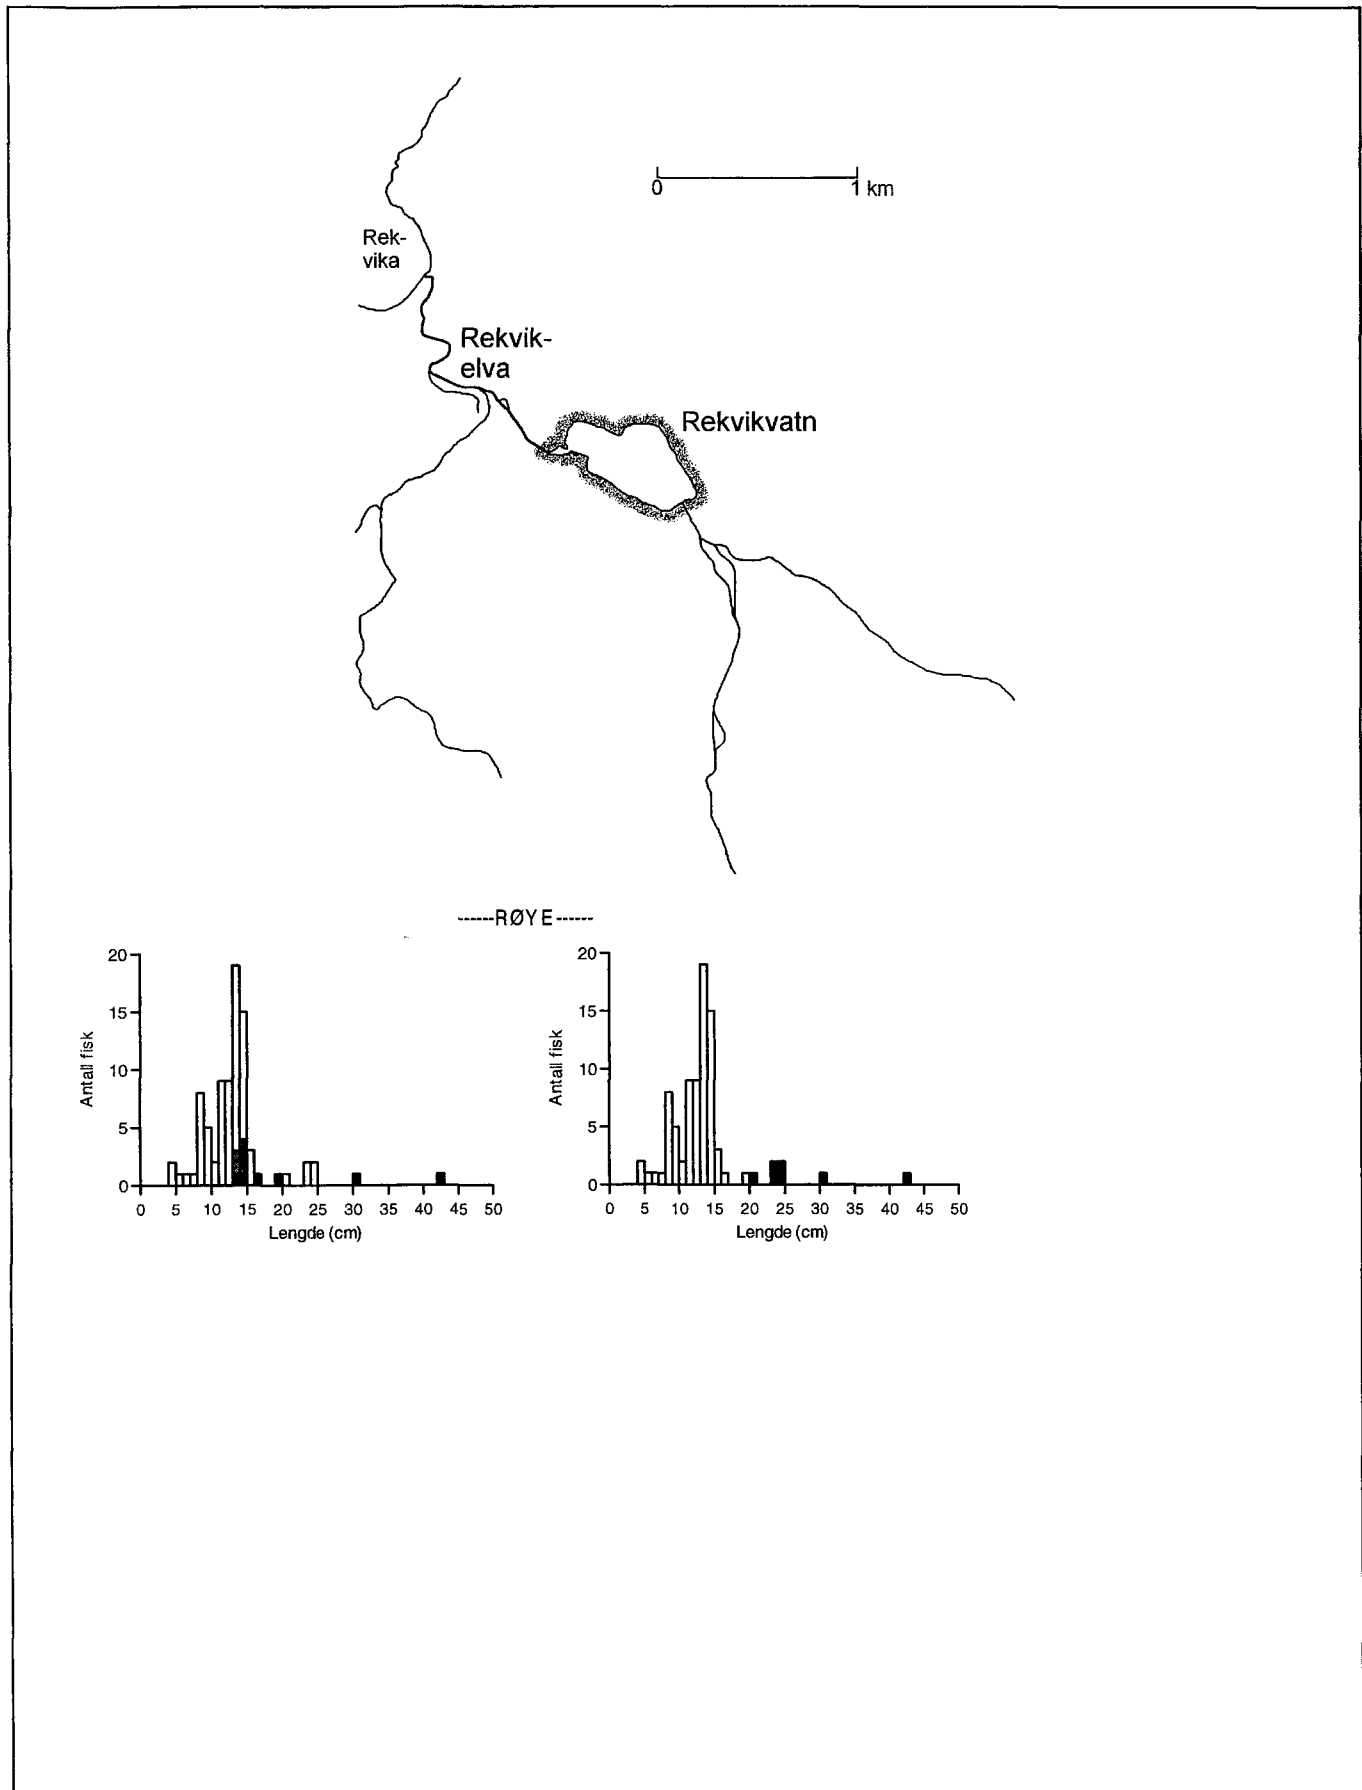 0 1 km
Rek-
vika
Rekvik-
elva
Rekvikvatn
------RØYE------
20
15
10
5
0
Antall fisk
0 5 10 15 20 25 30 35 40 45 50
Lengde (cm)
20
15
10
5
0
Antall fisk
0 5 10 15 20 25 30 35 40 45 50
Lengde (cm)